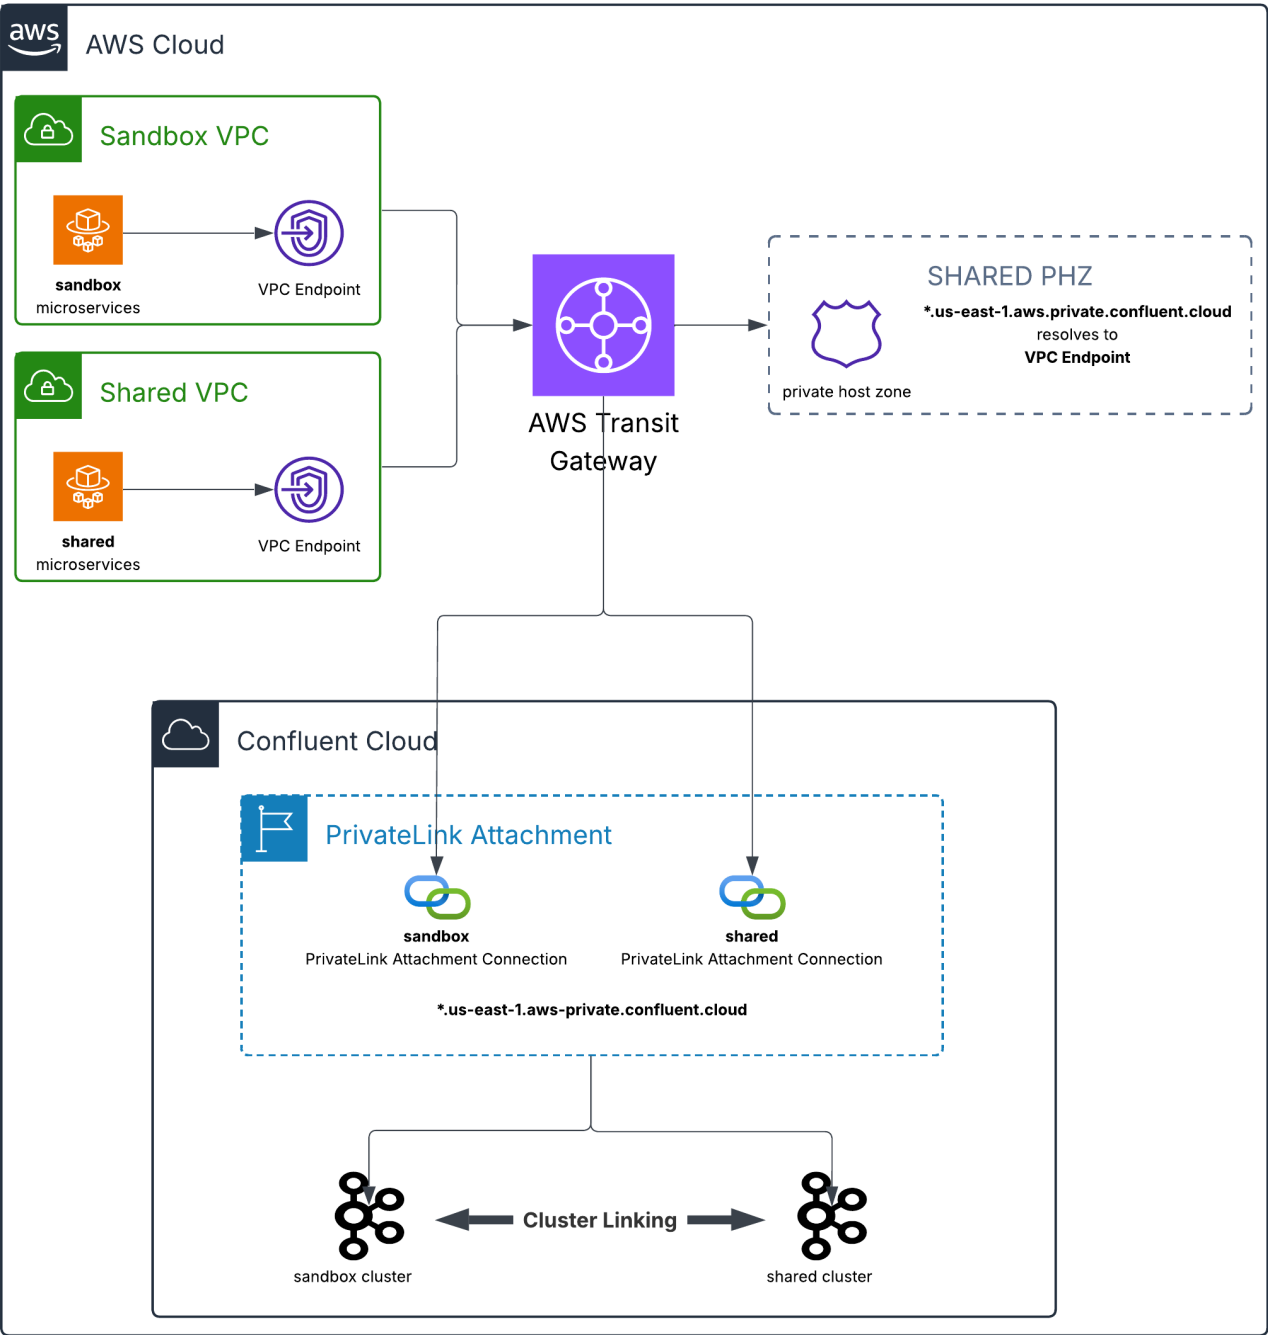 aws
AWS Cloud
Sandbox VPC
sandbox
microservices
VPC Endpoint
Shared VPC
shared
microservices
VPC Endpoint
AWS Transit
Gateway
SHARED PHZ
*.us-east-1.aws.private.confluent.cloud
resolves to
VPC Endpoint
private host zone
Confluent Cloud
PrivateLink Attachment
sandbox
PrivateLink Attachment Connection
shared
PrivateLink Attachment Connection
*.us-east-1.aws-private.confluent.cloud
Cluster Linking
sandbox cluster
shared cluster